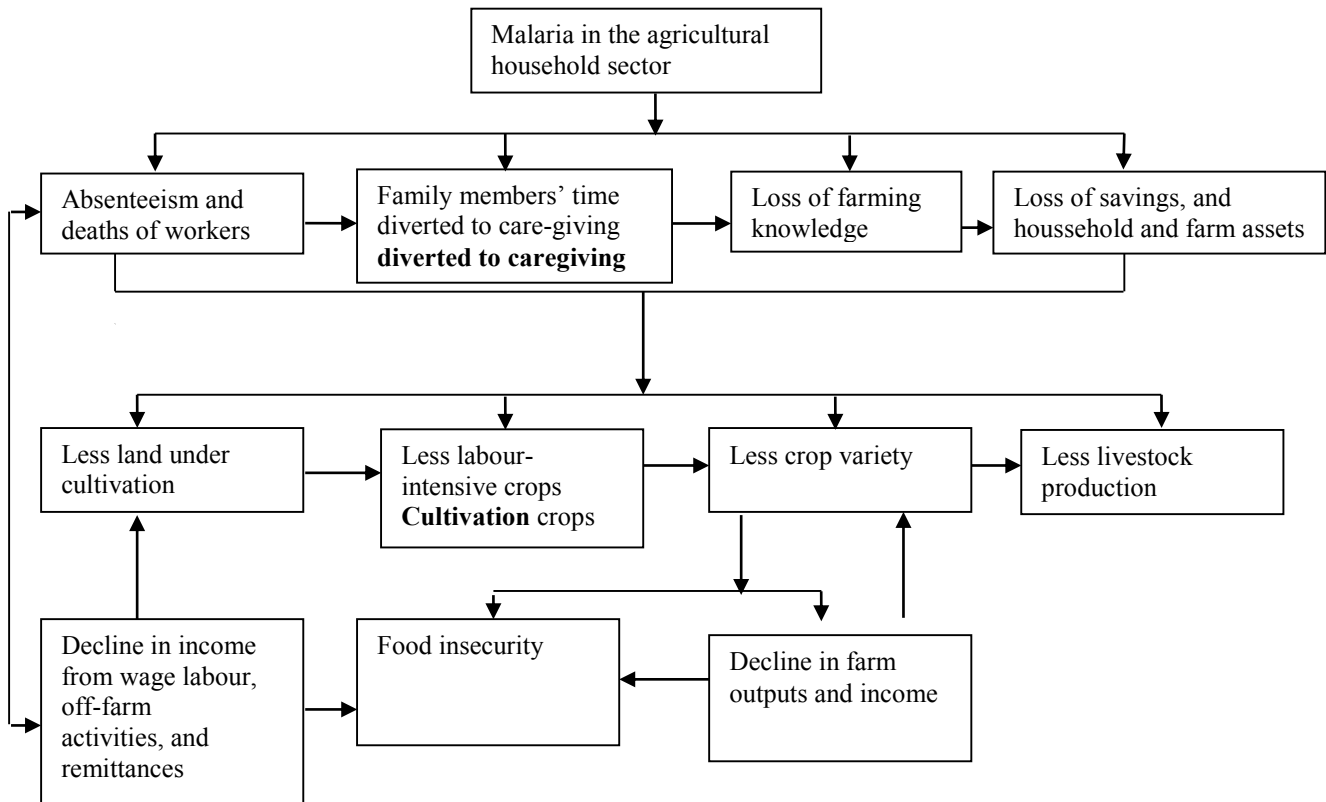 Malaria in the agricultural
household sector
Absenteeism and
deaths of workers
Family members’ time
diverted to care-giving
diverted to caregiving
Loss of farming
knowledge
Loss of savings, and
houssehold and farm assets
Less land under
cultivation
Less labour-
intensive crops
Cultivation crops
Less crop variety
Less livestock
production
Decline in income
from wage labour,
off-farm
activities, and
remittances
Food insecurity
Decline in farm
outputs and income